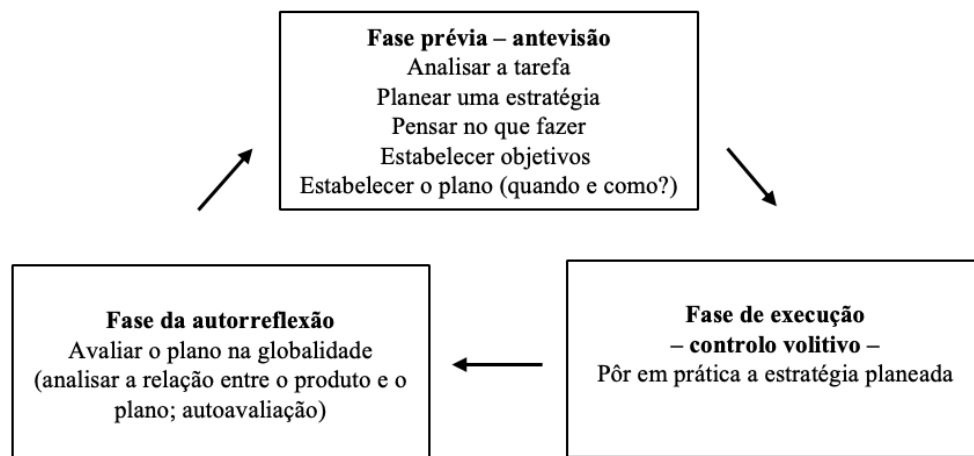 Fase prévia – antevisão
Analisar a tarefa
Planear uma estratégia
Pensar no que fazer
Estabelecer objetivos
Estabelecer o plano (quando e como?)
Fase da autorreflexão
Avaliar o plano na globalidade
(analisar a relação entre o produto e o
plano; autoavaliação)
Fase de execução
– controlo volitivo –
Pôr em prática a estratégia planeada